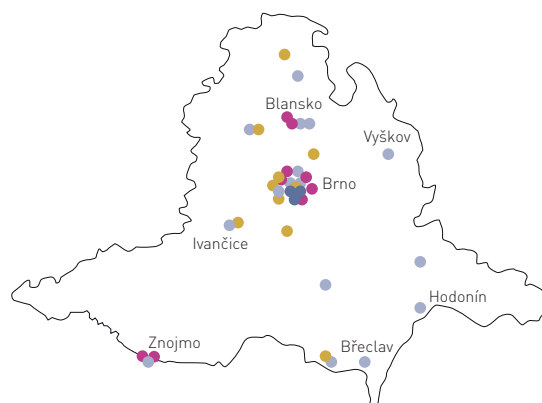 Blansko
Vyškov
Brno
Ivančice
Hodonín
Znojmo
Břeclav